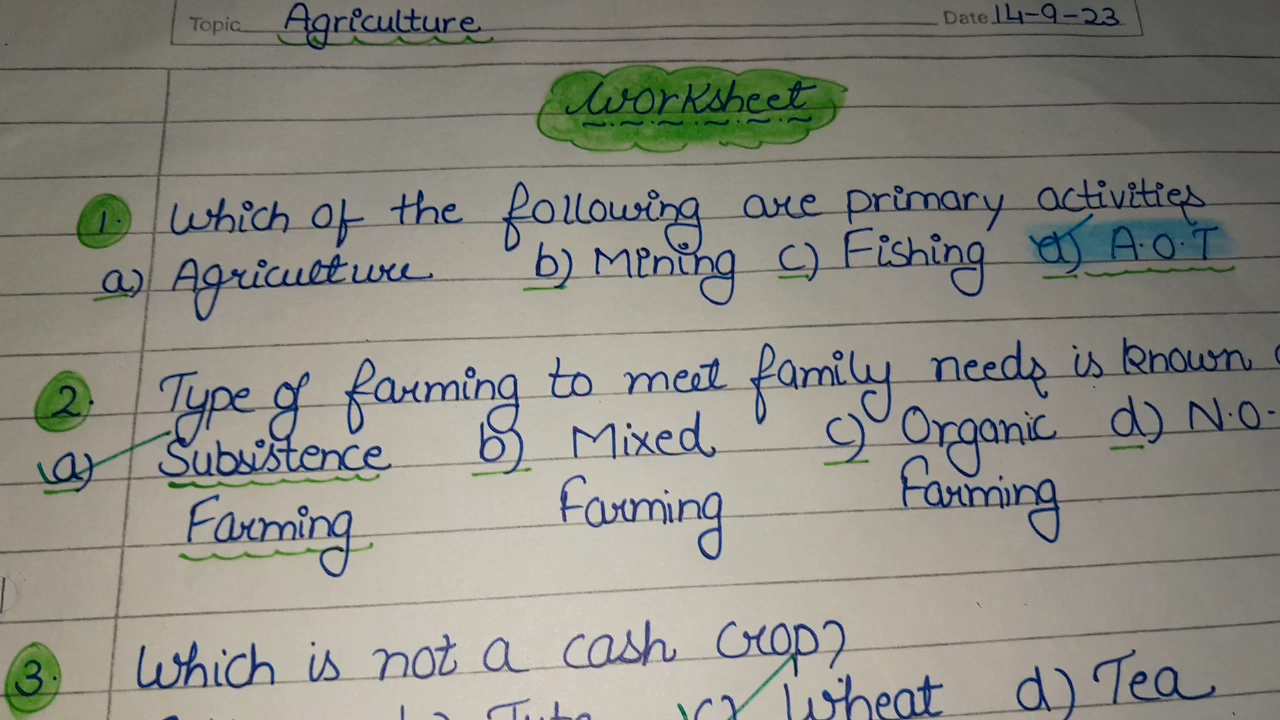 Topic Agriculture Date 14-9-23
Worksheet
1. Which of the following are primary activities
a) Agriculture b) Mining c) Fishing d) A.O.T
2. Type of farming to meet family needs is known
a) Subsistence b) Mixed c) Organic d) N.O.
Farming Farming Farming
3. Which is not a cash crop?
c) Wheat d) Tea